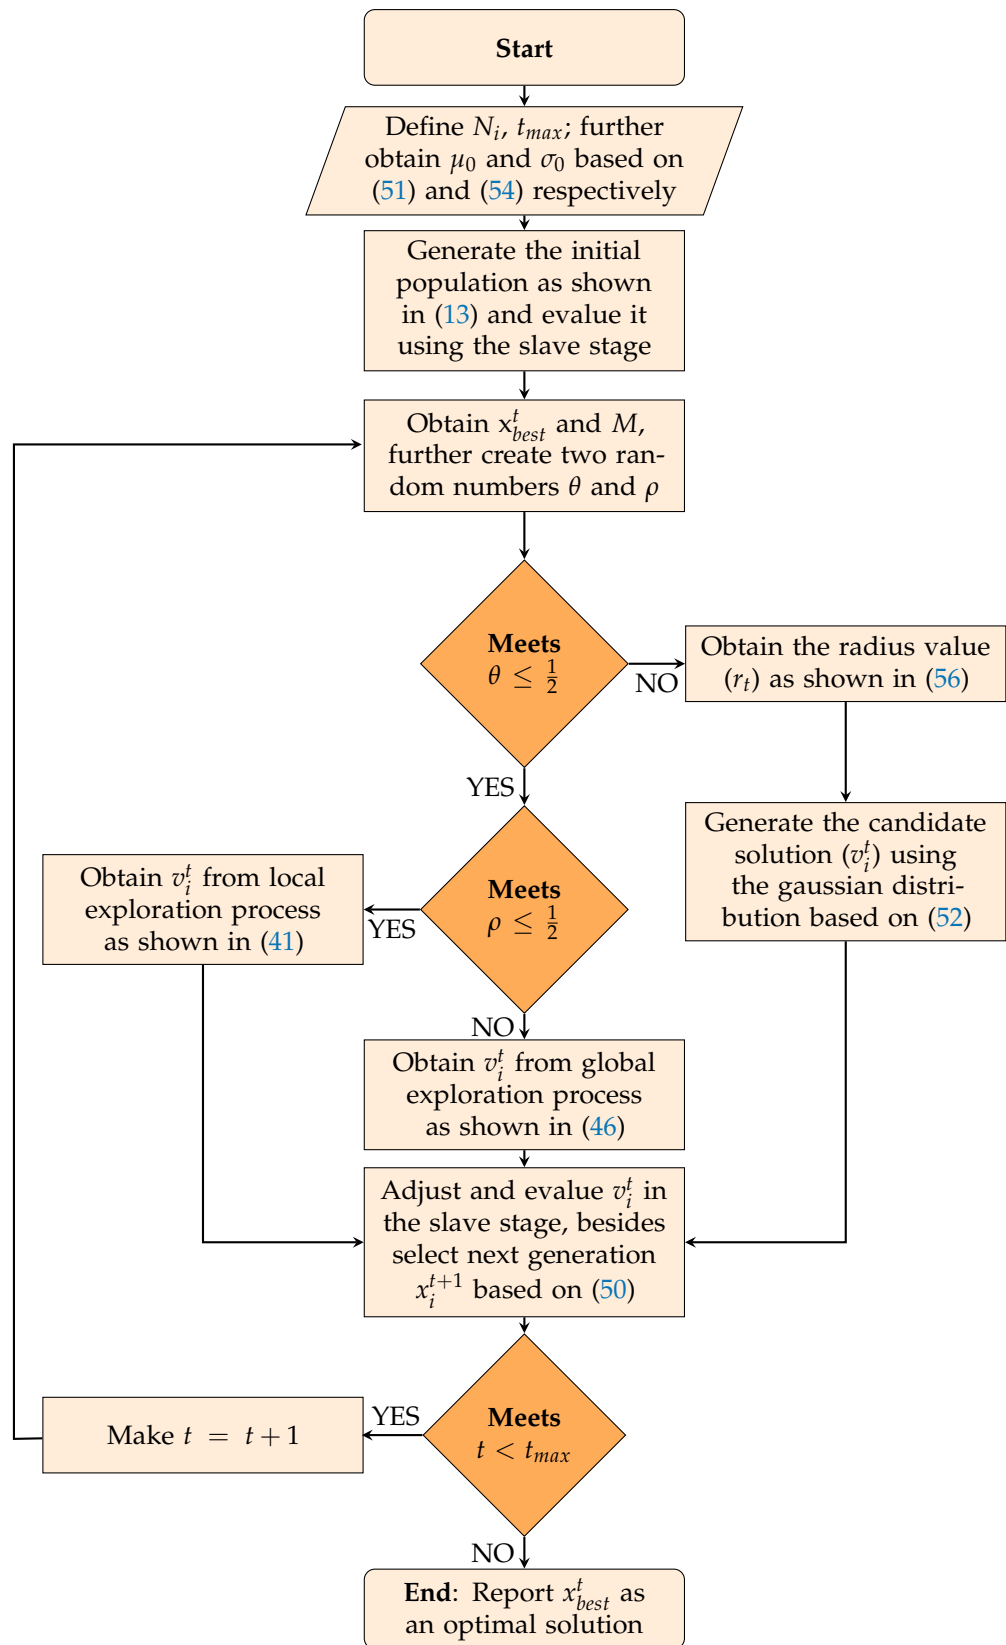 Start
Define N_i, t_max; further
obtain μ_0 and σ_0 based on
(51) and (54) respectively
Generate the initial
population as shown
in (13) and evalue it
using the slave stage
Obtain x^t_best and M,
further create two ran-
dom numbers θ and ρ
Meets
θ ≤ 1/2
NO
Obtain the radius value
(r_t) as shown in (56)
YES
Generate the candidate
solution (v^t_i) using
the gaussian distri-
bution based on (52)
Meets
ρ ≤ 1/2
YES
Obtain v^t_i from local
exploration process
as shown in (41)
NO
Obtain v^t_i from global
exploration process
as shown in (46)
Adjust and evalue v^t_i in
the slave stage, besides
select next generation
x^{t+1}_i based on (50)
Meets
t < t_max
YES
Make t = t + 1
NO
End: Report x^t_best as
an optimal solution